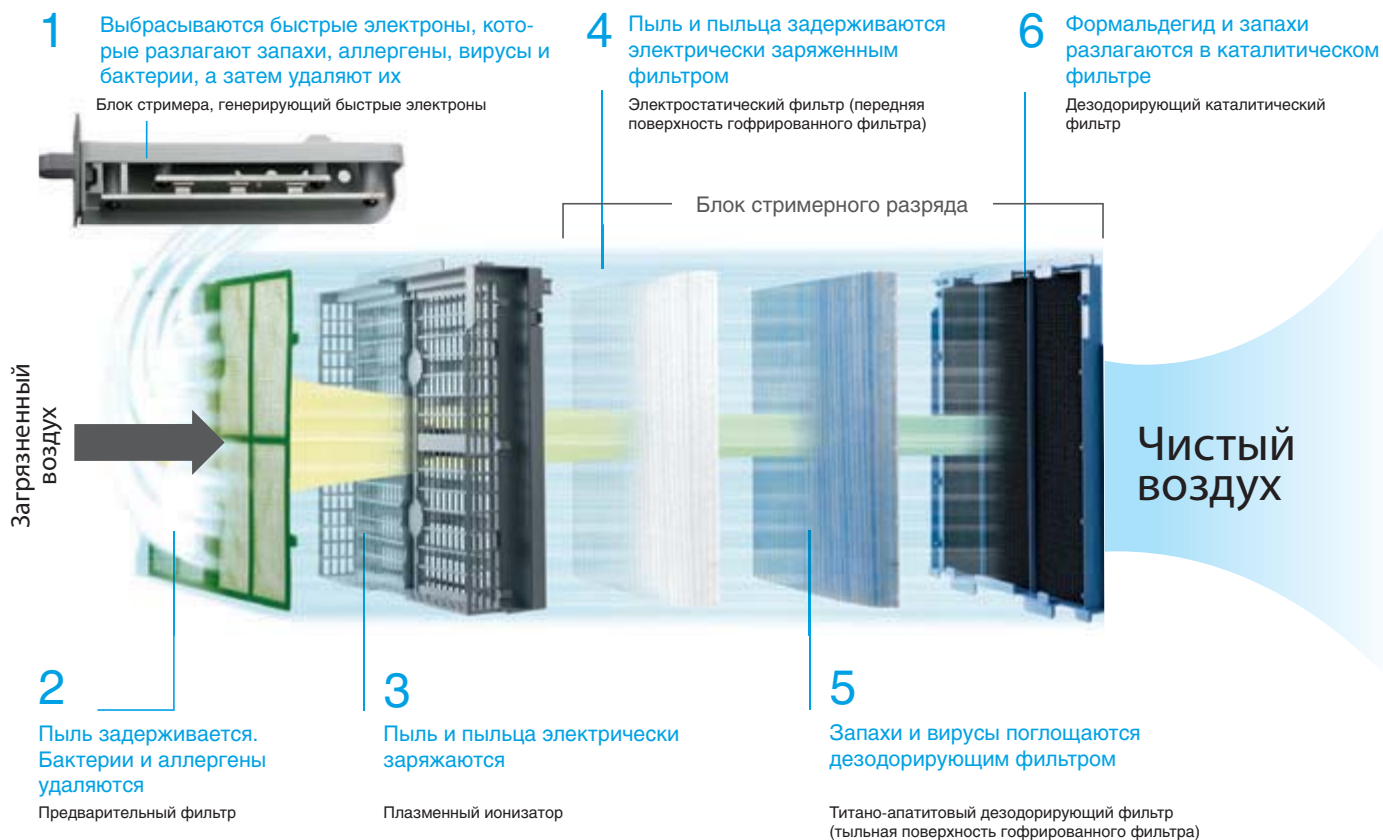 1
Выбрасываются быстрые электроны, кото-
рые разлагают запахи, аллергены, вирусы и
бактерии, а затем удаляют их
Блок стримера, генерирующий быстрые электроны
4
Пыль и пыльца задерживаются
электрически заряженным
фильтром
Электростатический фильтр (передняя
поверхность гофрированного фильтра)
6
Формальдегид и запахи
разлагаются в каталитическом
фильтре
Дезодорирующий каталитический
фильтр
Блок стримерного разряда
Загрязненный
воздух
Чистый
воздух
2
Пыль задерживается.
Бактерии и аллергены
удаляются
Предварительный фильтр
3
Пыль и пыльца электрически
заряжаются
Плазменный ионизатор
5
Запахи и вирусы поглощаются
дезодорирующим фильтром
Титано-апатитовый дезодорирующий фильтр
(тыльная поверхность гофрированного фильтра)